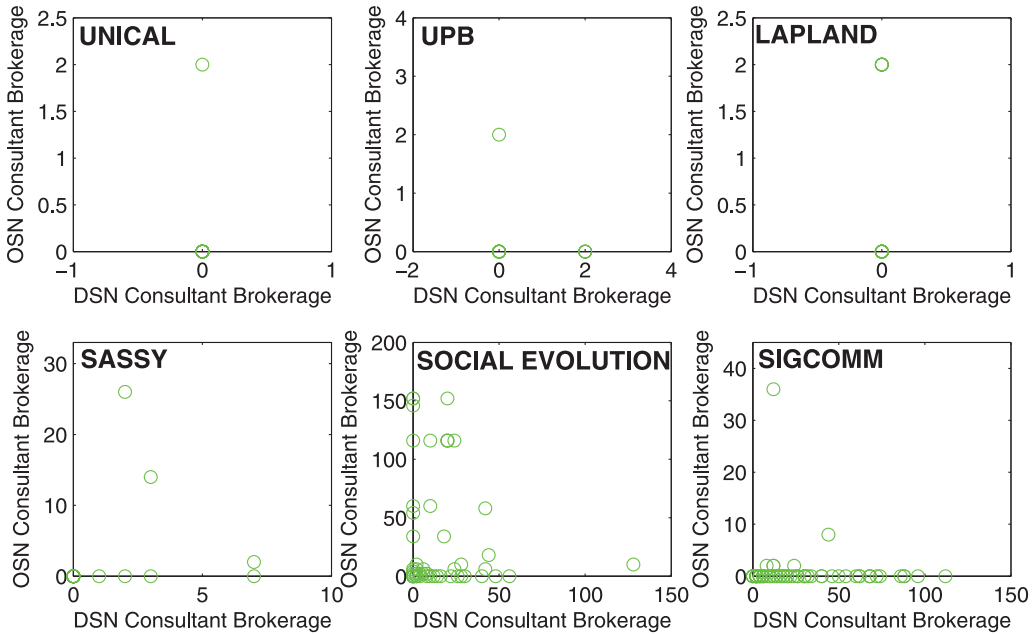 UNICAL
OSN Consultant Brokerage
2.5
2
1.5
1
0.5
0
−1
0
1
DSN Consultant Brokerage
UPB
OSN Consultant Brokerage
4
3
2
1
0
−2
0
2
4
DSN Consultant Brokerage
LAPLAND
OSN Consultant Brokerage
2.5
2
1.5
1
0.5
0
−1
0
1
DSN Consultant Brokerage
SASSY
OSN Consultant Brokerage
30
20
10
0
0
5
10
DSN Consultant Brokerage
SOCIAL EVOLUTION
OSN Consultant Brokerage
200
150
100
50
0
0
50
100
150
DSN Consultant Brokerage
SIGCOMM
OSN Consultant Brokerage
40
30
20
10
0
0
50
100
150
DSN Consultant Brokerage